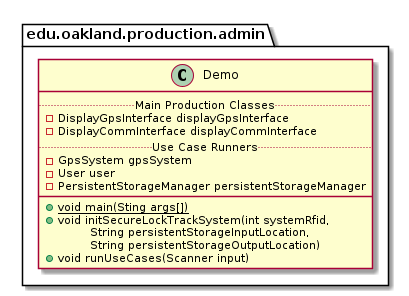 edu.oakland.production.admin
C Demo
Main Production Classes
DisplayGpsInterface displayGpsInterface
DisplayCommInterface displayCommInterface
Use Case Runners
GpsSystem gpsSystem
User user
PersistentStorageManager persistentStorageManager
void main(Sting args[])
void initSecureLockTrackSystem(int systemRfid,
String persistentStorageInputLocation,
String persistentStorageOutputLocation)
void runUseCases(Scanner input)